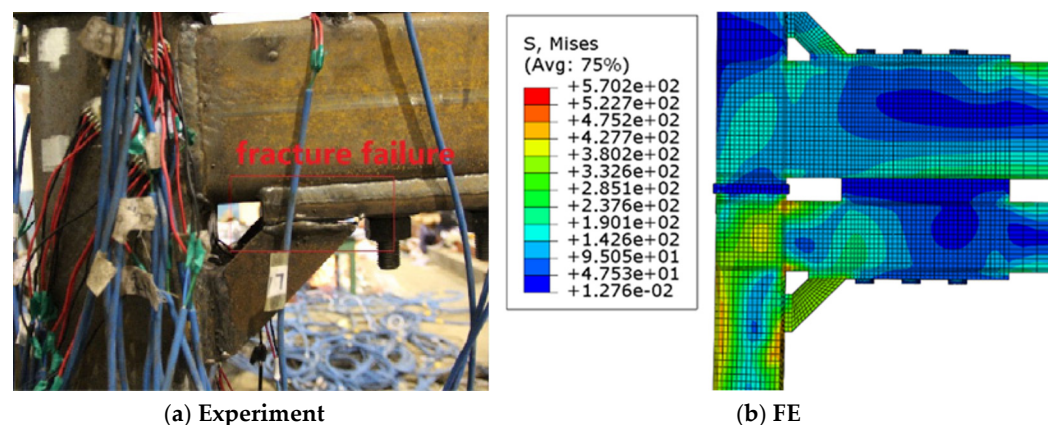 fracture failure
7
S, Mises
(Avg: 75%)
+5.702e+02
+5.227e+02
+4.752e+02
+4.277e+02
+3.802e+02
+3.326e+02
+2.851e+02
+2.376e+02
+1.901e+02
+1.426e+02
+9.505e+01
+4.753e+01
+1.276e-02
(a) Experiment
(b) FE